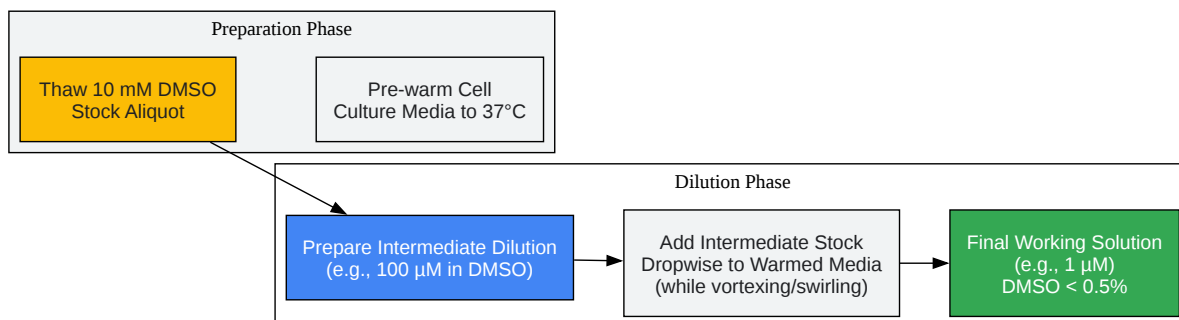 Preparation Phase
Thaw 10 mM DMSO
Stock Aliquot
Pre-warm Cell
Culture Media to 37°C
Dilution Phase
Prepare Intermediate Dilution
(e.g., 100 µM in DMSO)
Add Intermediate Stock
Dropwise to Warmed Media
(while vortexing/swirling)
Final Working Solution
(e.g., 1 µM)
DMSO < 0.5%